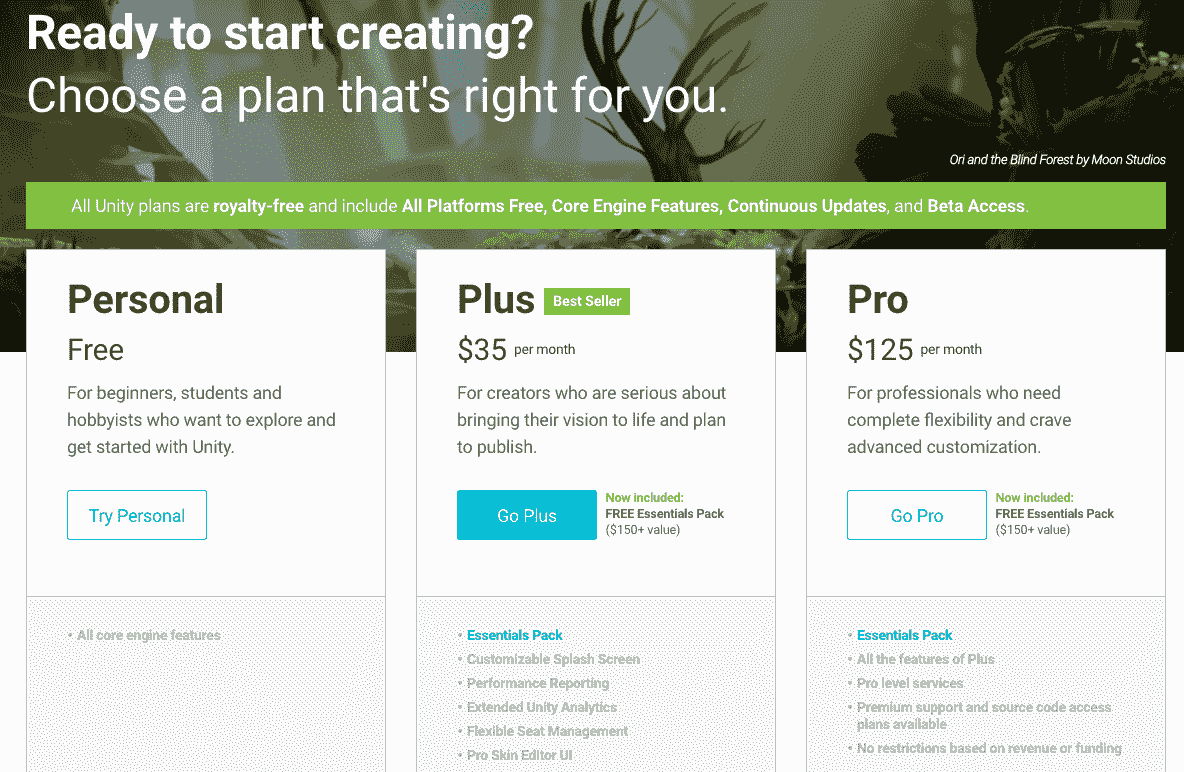 Ready to start creating?
Choose a plan that's right for you.
Ori and the Blind Forest by Moon Studios
All Unity plans are royalty-free and include All Platforms Free, Core Engine Features, Continuous Updates, and Beta Access.
Personal
Free
For beginners, students and
hobbyists who want to explore and
get started with Unity.
Try Personal
• All core engine features
Plus Best Seller
$35 per month
For creators who are serious about
bringing their vision to life and plan
to publish.
Go Plus
Now included:
FREE Essentials Pack
($150+ value)
• Essentials Pack
• Customizable Splash Screen
• Performance Reporting
• Extended Unity Analytics
• Flexible Seat Management
• Pro Skin Editor UI
Pro
$125 per month
For professionals who need
complete flexibility and crave
advanced customization.
Go Pro
Now included:
FREE Essentials Pack
($150+ value)
• Essentials Pack
• All the features of Plus
• Pro level services
• Premium support and source code access
plans available
• No restrictions based on revenue or funding